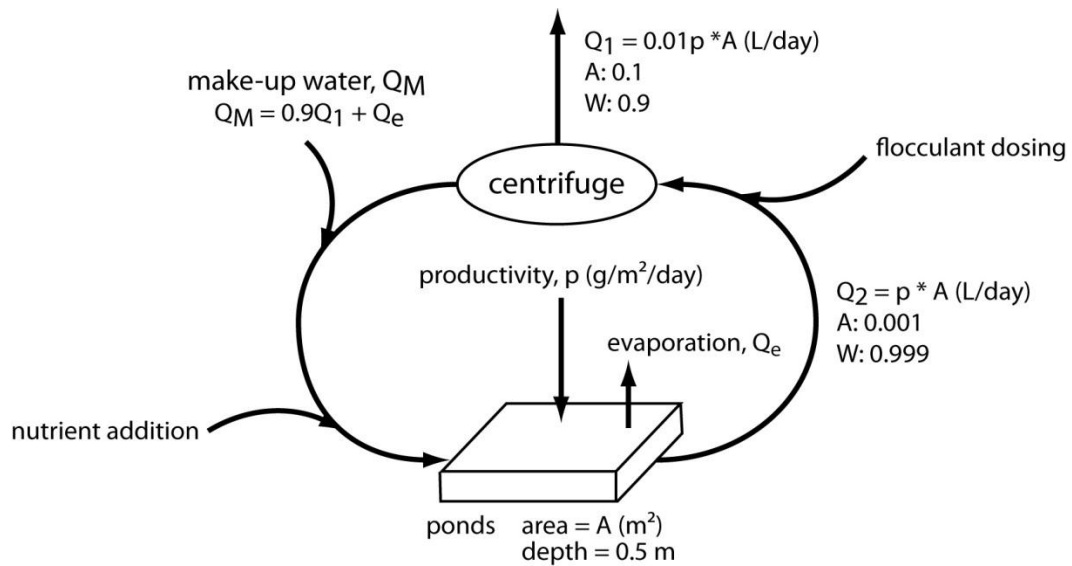 Q₁ = 0.01p *A (L/day)
A: 0.1
W: 0.9
make-up water, QM
QM = 0.9Q₁ + Qₑ
flocculant dosing
centrifuge
productivity, p (g/m²/day)
Q₂ = p * A (L/day)
A: 0.001
W: 0.999
evaporation, Qₑ
nutrient addition
ponds area = A (m²)
depth = 0.5 m